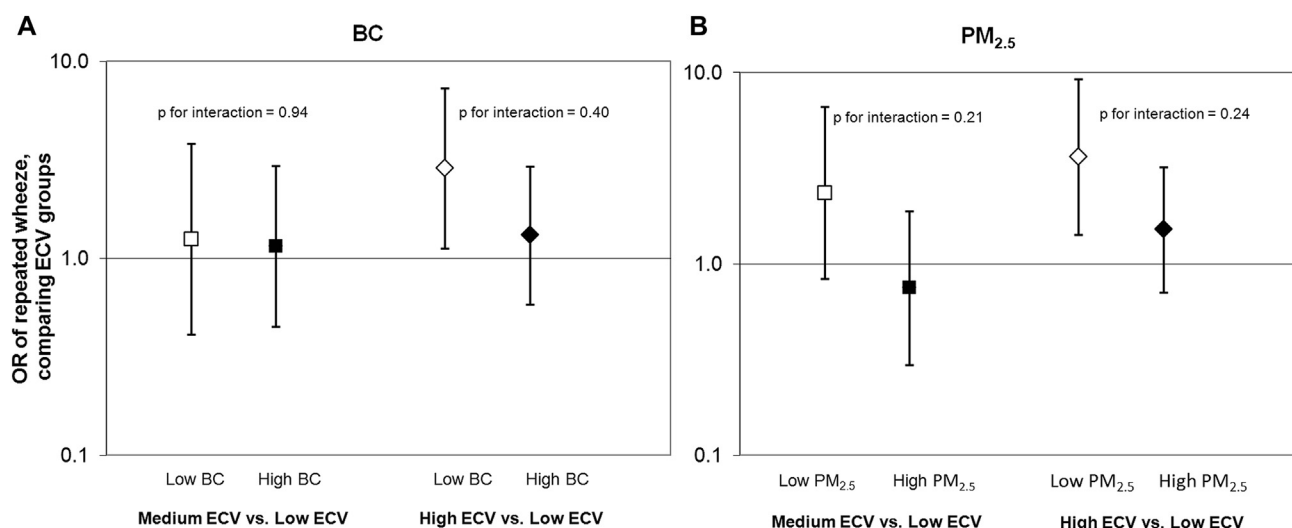 A
BC
10.0
p for interaction = 0.94
p for interaction = 0.40
OR of repeated wheeze,
comparing ECV groups
1.0
0.1
Low BC
High BC
Low BC
High BC
Medium ECV vs. Low ECV
High ECV vs. Low ECV
B
PM2.5
10.0
p for interaction = 0.21
p for interaction = 0.24
1.0
0.1
Low PM2.5
High PM2.5
Low PM2.5
High PM2.5
Medium ECV vs. Low ECV
High ECV vs. Low ECV